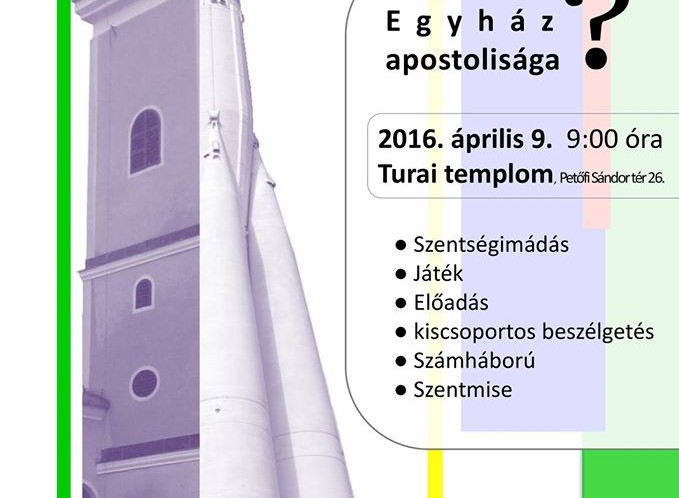 Egyház
apostolisága ?
2016. április 9. 9:00 óra
Turai templom, Petőfi Sándor tér 26.
● Szentségimádás
● Játék
● Előadás
● kiscsoportos beszélgetés
● Számháború
● Szentmise